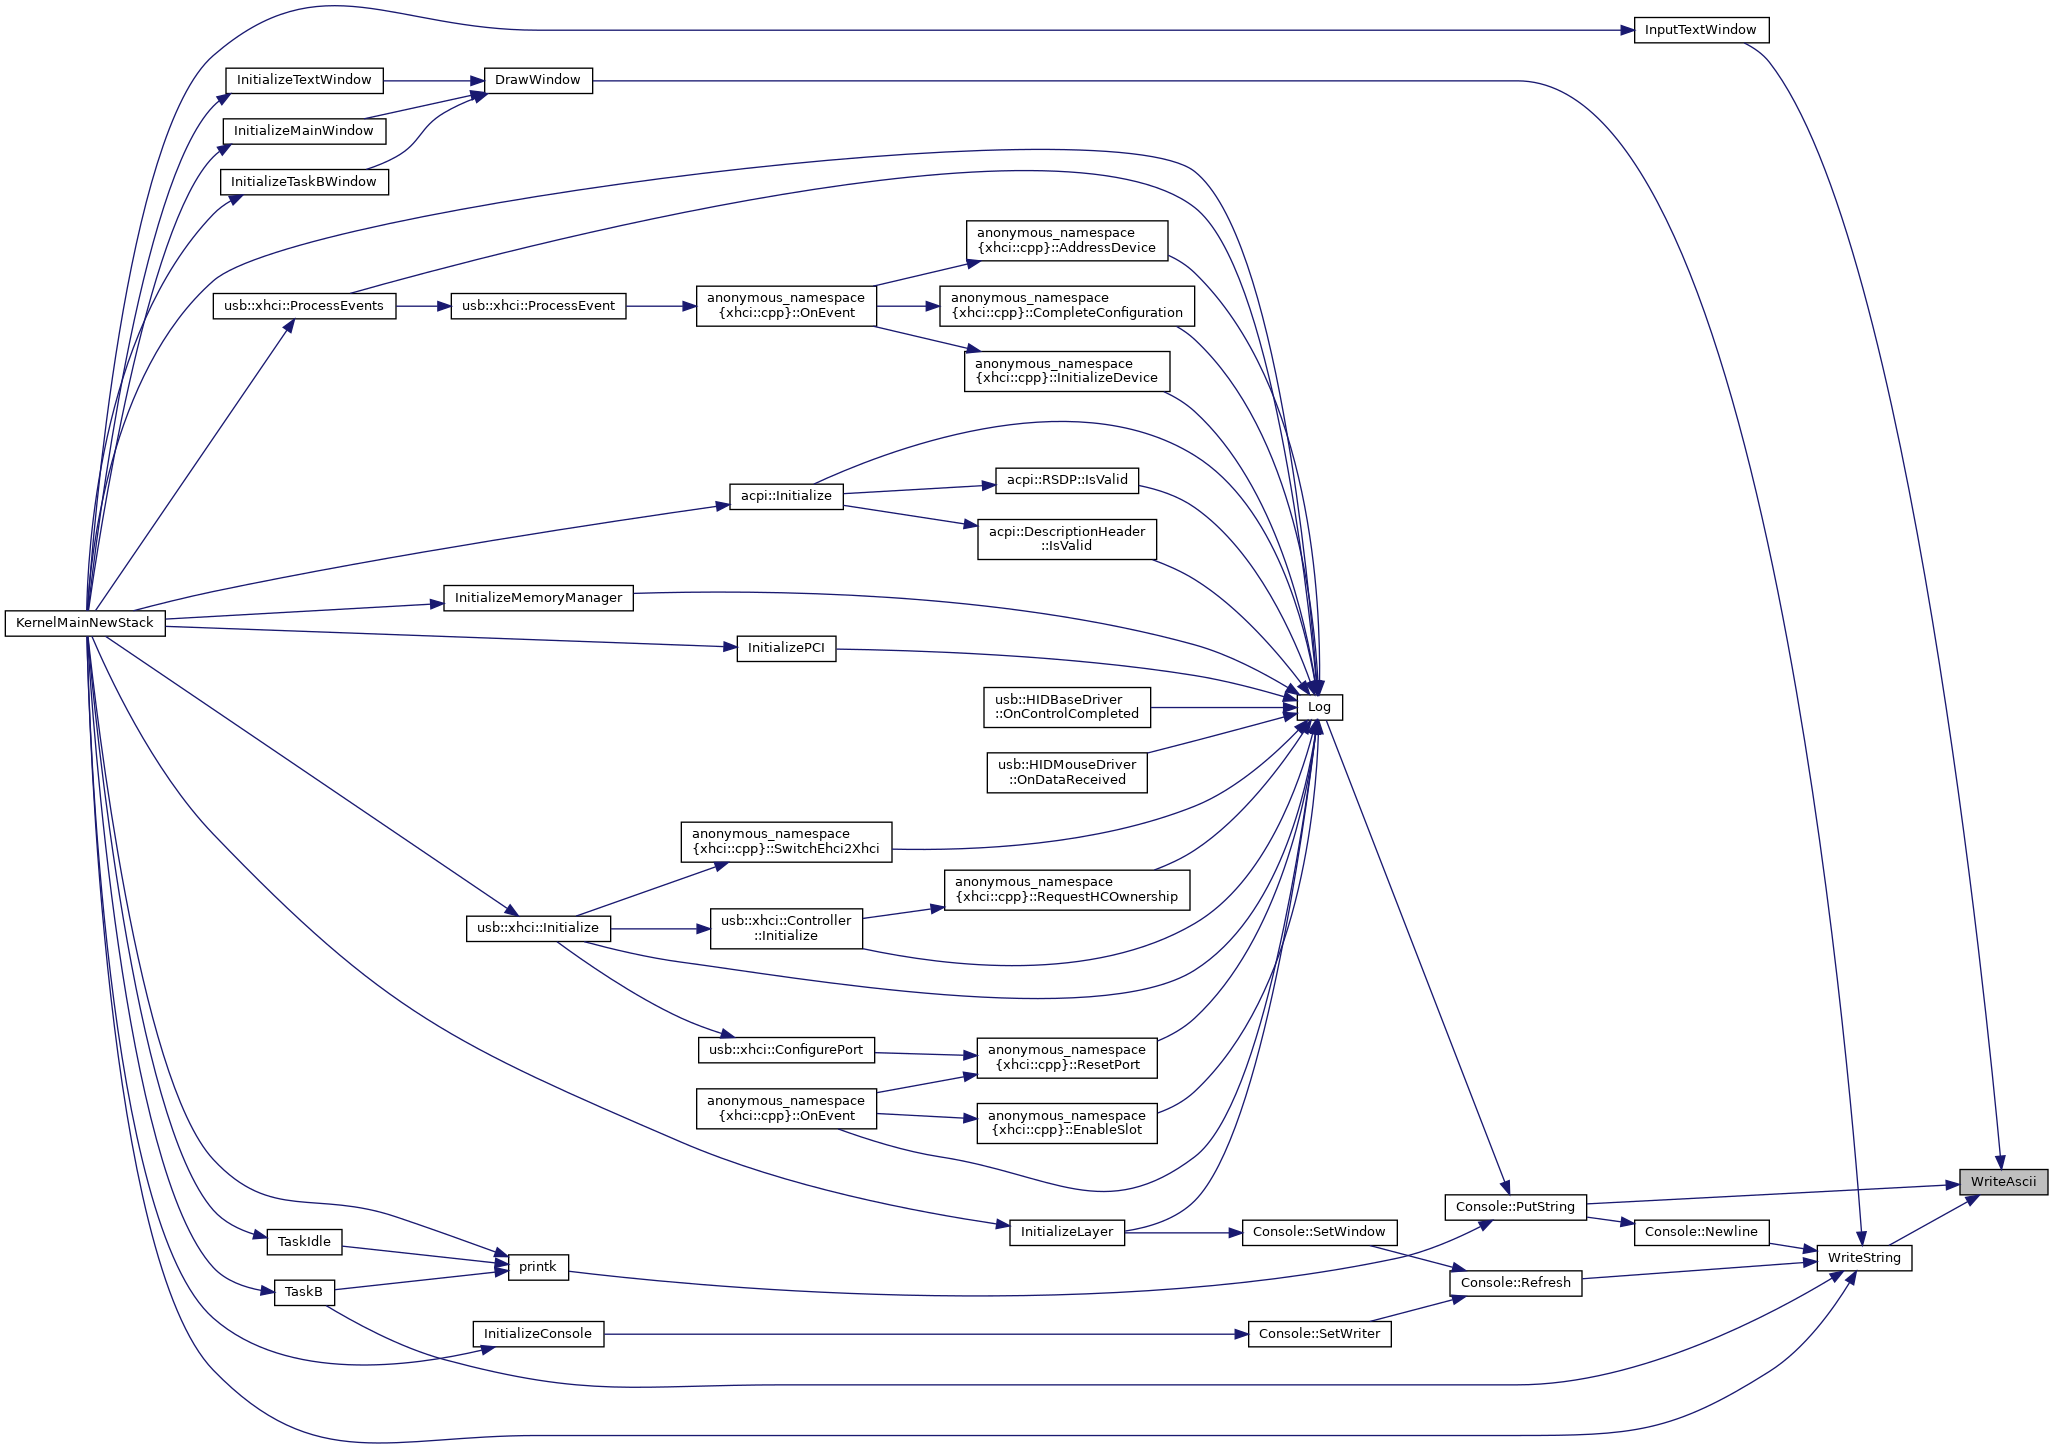 InputTextWindow
InitializeTextWindow
DrawWindow
InitializeMainWindow
InitializeTaskBWindow
anonymous_namespace
{xhci::cpp}::AddressDevice
usb::xhci::ProcessEvents
usb::xhci::ProcessEvent
anonymous_namespace
{xhci::cpp}::OnEvent
anonymous_namespace
{xhci::cpp}::CompleteConfiguration
anonymous_namespace
{xhci::cpp}::InitializeDevice
acpi::Initialize
acpi::RSDP::IsValid
acpi::DescriptionHeader
::IsValid
InitializeMemoryManager
KernelMainNewStack
InitializePCI
usb::HIDBaseDriver
::OnControlCompleted
Log
usb::HIDMouseDriver
::OnDataReceived
anonymous_namespace
{xhci::cpp}::SwitchEhci2Xhci
anonymous_namespace
{xhci::cpp}::RequestHCOwnership
usb::xhci::Initialize
usb::xhci::Controller
::Initialize
usb::xhci::ConfigurePort
anonymous_namespace
{xhci::cpp}::ResetPort
anonymous_namespace
{xhci::cpp}::OnEvent
anonymous_namespace
{xhci::cpp}::EnableSlot
WriteAscii
Console::PutString
TaskIdle
InitializeLayer
Console::SetWindow
Console::Newline
WriteString
printk
Console::Refresh
TaskB
InitializeConsole
Console::SetWriter